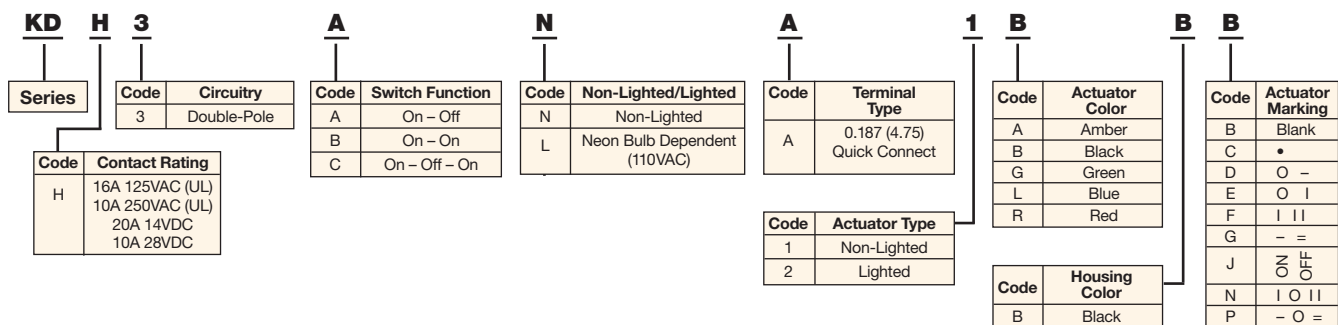 KD H 3 A N A 1 B B B
Series
Code Circuitry
3 Double-Pole
Code Contact Rating
H 16A 125VAC (UL)
10A 250VAC (UL)
20A 14VDC
10A 28VDC
Code Switch Function
A On – Off
B On – On
C On – Off – On
Code Non-Lighted/Lighted
N Non-Lighted
L Neon Bulb Dependent
(110VAC)
Code Terminal
Type
A 0.187 (4.75)
Quick Connect
Code Actuator Type
1 Non-Lighted
2 Lighted
Code Actuator
Color
A Amber
B Black
G Green
L Blue
R Red
Code Housing
Color
B Black
Code Actuator
Marking
B Blank
C •
D O –
E O I
F I II
G – =
J ON OFF
N I O II
P – O =